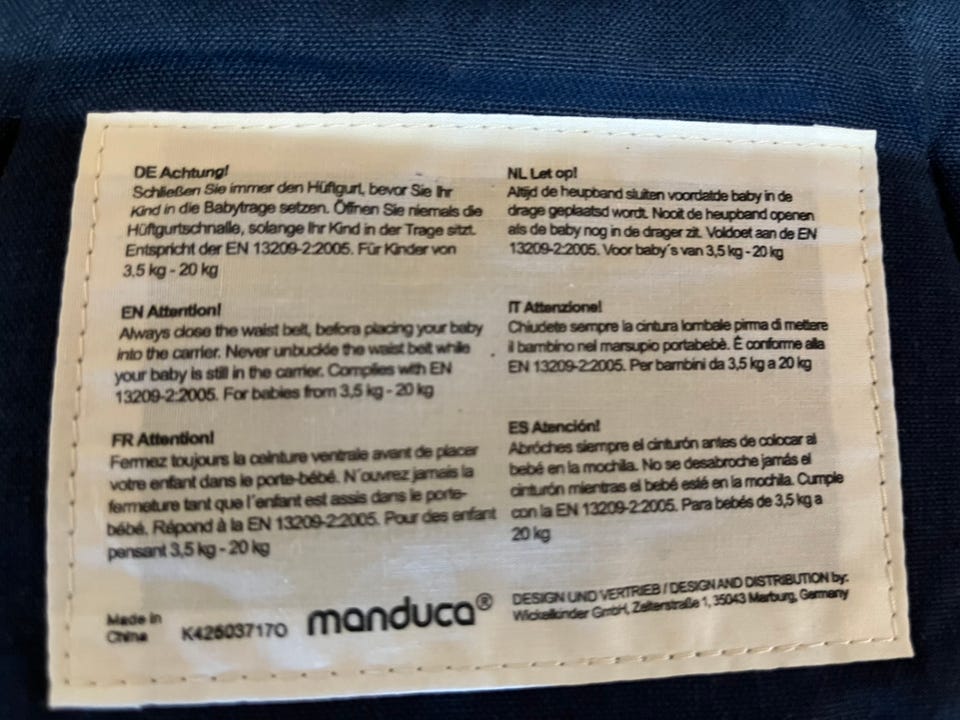 DE Achtung!
Schließen Sie immer den Hüftgurt, bevor Sie Ihr
Kind in die Babytrage setzen. Öffnen Sie niemals die
Hüftgurtschnalle, solange Ihr Kind in der Trage sitzt.
Entspricht der EN 13209-2:2005. Für Kinder von
3,5 kg - 20 kg
EN Attention!
Always close the waist belt, before placing your baby
into the carrier. Never unbuckle the waist belt while
your baby is still in the carrier. Complies with EN
13209-2:2005. For babies from 3,5 kg - 20 kg
FR Attention!
Fermez toujours la ceinture ventrale avant de placer
votre enfant dans le porte-bébé. N´ouvrez jamais la
fermeture tant que l´enfant est assis dans le porte-
bébé. Répond à la EN 13209-2:2005. Pour des enfant
pensant 3,5 kg - 20 kg
NL Let op!
Altijd de heupband sluiten voordatde baby in de
drage geplaatsd wordt. Nooit de heupband openen
als de baby nog in de drager zit. Voldoet aan de EN
13209-2:2005. Voor baby´s van 3,5 kg - 20 kg
IT Attenzione!
Chiudete sempre la cintura lombale pirma di mettere
il bambino nel marsupio portabebè. È conforme alla
EN 13209-2:2005. Per bambini da 3,5 kg a 20 kg
ES Atención!
Abróches siempre el cinturón antes de colocar al
bebé en la mochila. No se desabroche jamás el
cinturón mientras el bebé esté en la mochila. Cumple
con la EN 13209-2:2005. Para bebés de 3,5 kg a
20 kg
Made in
China
K426037170
manduca®
DESIGN UND VERTRIEB / DESIGN AND DISTRIBUTION by:
Wickelkinder GmbH, Zeiterstraße 1, 35043 Marburg, Germany